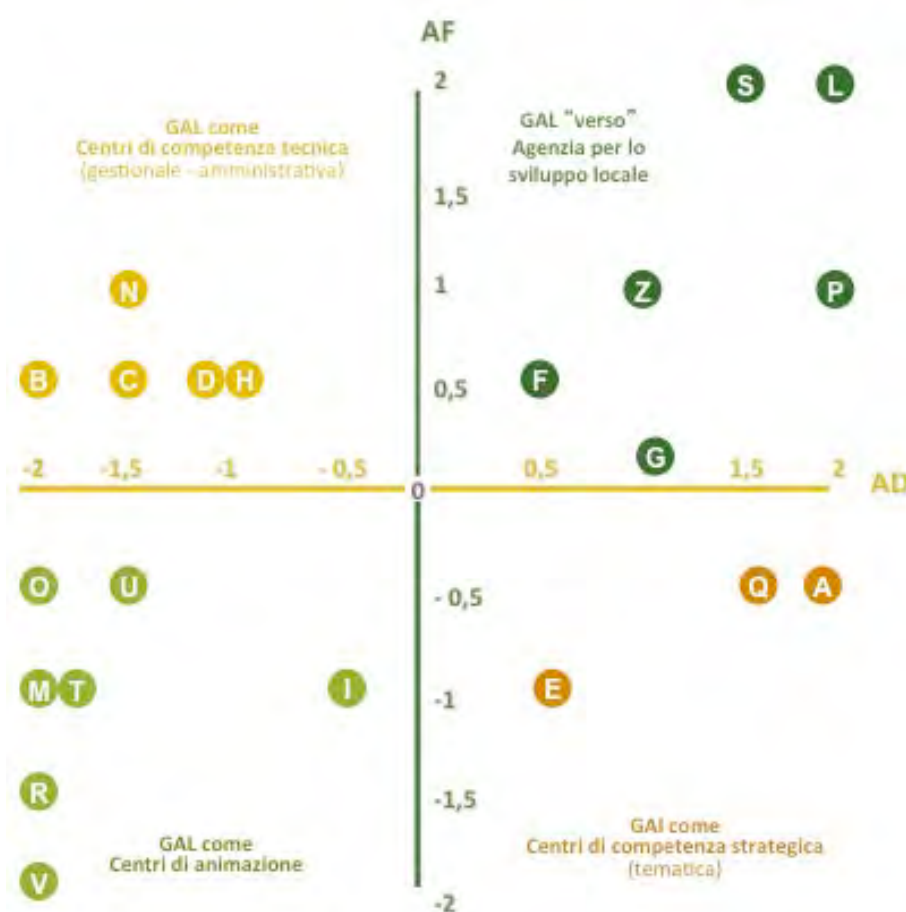 AF
2
S L
GAL come
Centri di competenza tecnica
(gestionale - amministrativa)
GAL "verso"
Agenzia per lo
sviluppo locale
1,5
N
1
Z P
B C D H
0,5
F
G
-2 -1,5 -1 - 0,5
0,5 1,5 2
AD
0
O U
- 0,5
Q A
M T I
-1
E
R
-1,5
GAL come
Centri di animazione
GAI come
Centri di competenza strategica
(tematica)
V
-2